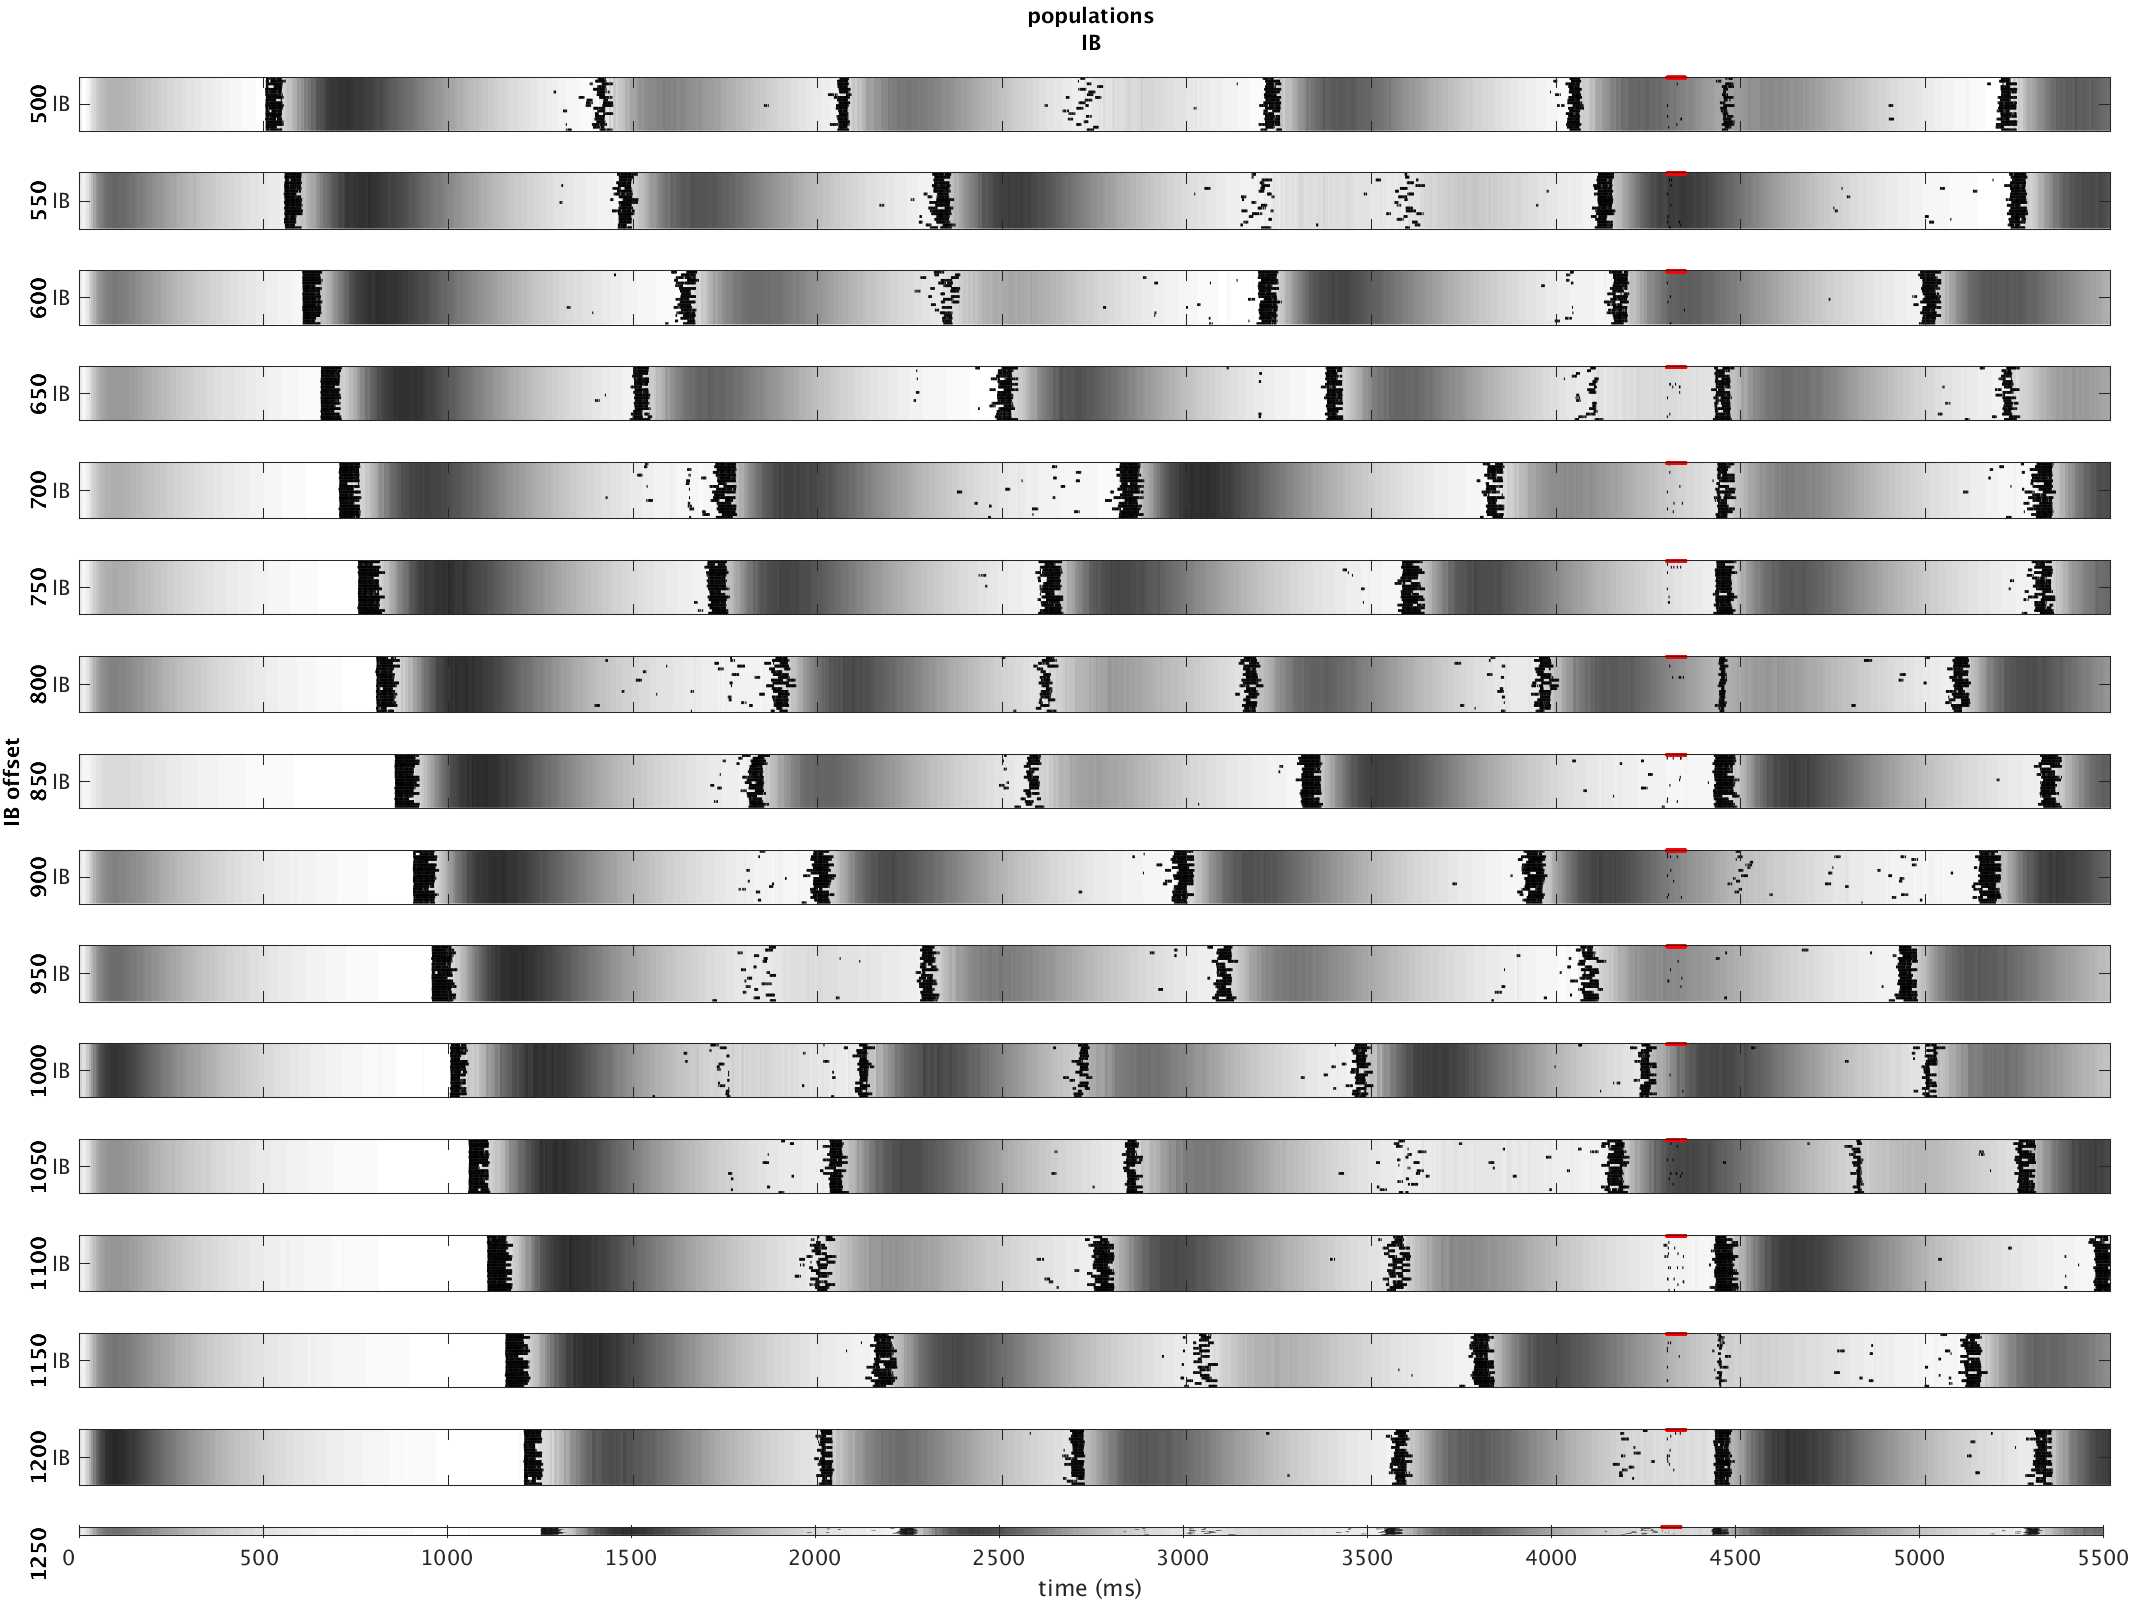 populations
IB
500 IB
550 IB
600 IB
650 IB
700 IB
750 IB
800 IB
850 IB
900 IB
950 IB
1000 IB
1050 IB
1100 IB
1150 IB
1200 IB
1250
IB offset
0 500 1000 1500 2000 2500 3000 3500 4000 4500 5000 5500
time (ms)